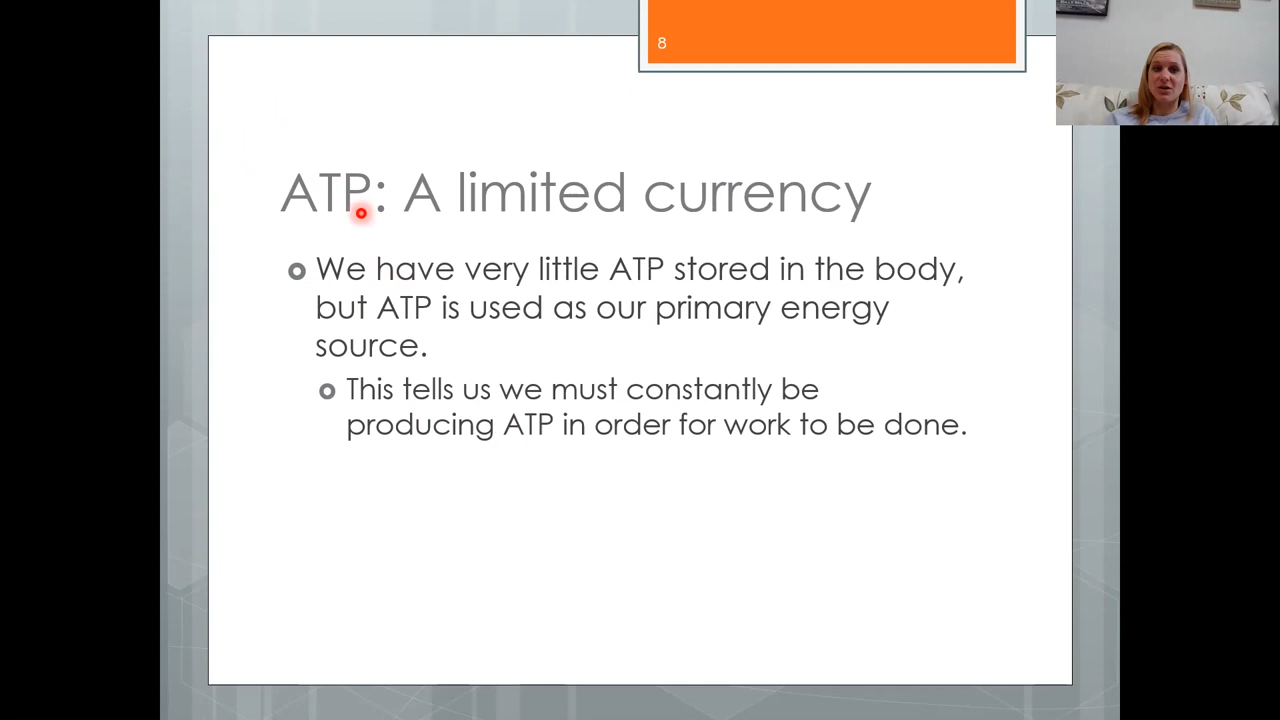 8
ATP: A limited currency
We have very little ATP stored in the body,
but ATP is used as our primary energy
source.
This tells us we must constantly be
producing ATP in order for work to be done.